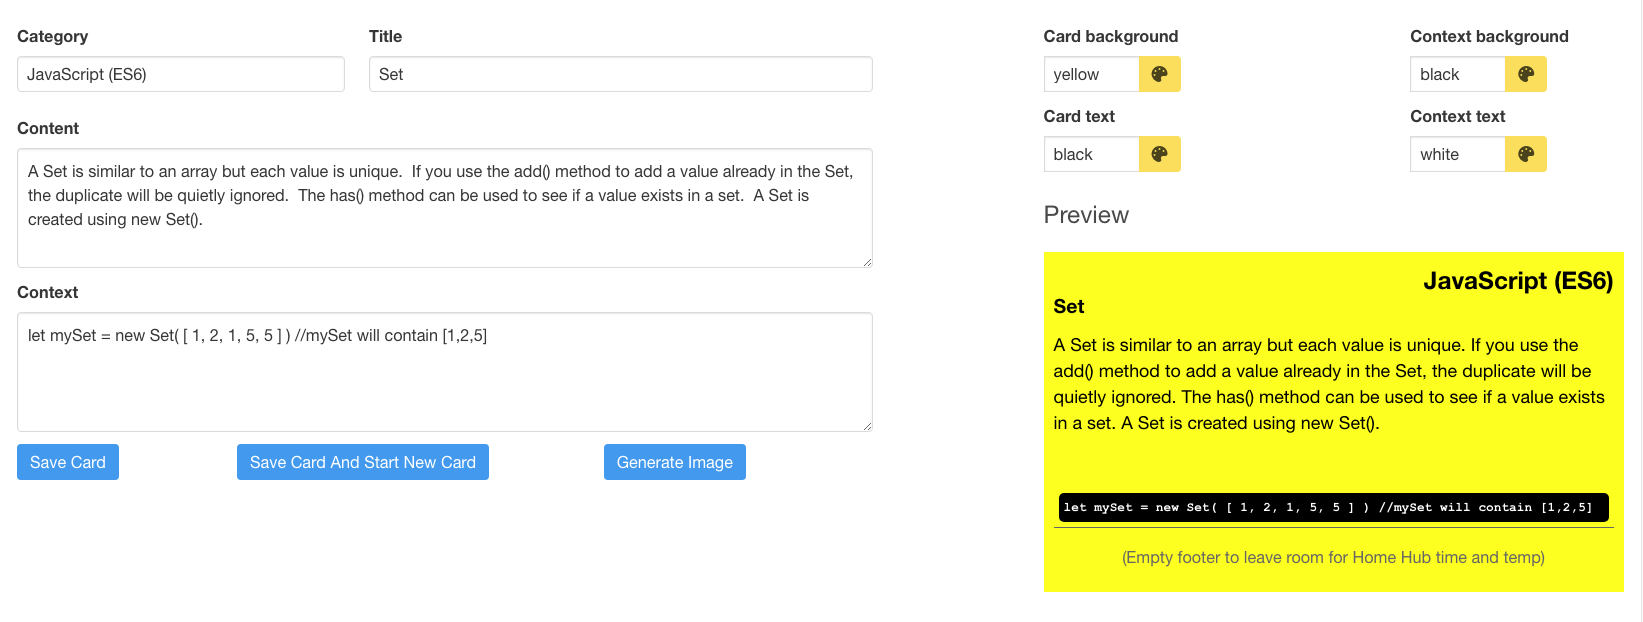 Category
Title
JavaScript (ES6)
Set
Content
A Set is similar to an array but each value is unique.  If you use the add() method to add a value already in the Set,
the duplicate will be quietly ignored.  The has() method can be used to see if a value exists in a set.  A Set is
created using new Set().
Context
let mySet = new Set( [ 1, 2, 1, 5, 5 ] ) //mySet will contain [1,2,5]
Save Card
Save Card And Start New Card
Generate Image
Card background
Context background
yellow
black
Card text
Context text
black
white
Preview
JavaScript (ES6)
Set
A Set is similar to an array but each value is unique. If you use the
add() method to add a value already in the Set, the duplicate will be
quietly ignored. The has() method can be used to see if a value exists
in a set. A Set is created using new Set().
let mySet = new Set( [ 1, 2, 1, 5, 5 ] ) //mySet will contain [1,2,5]
(Empty footer to leave room for Home Hub time and temp)